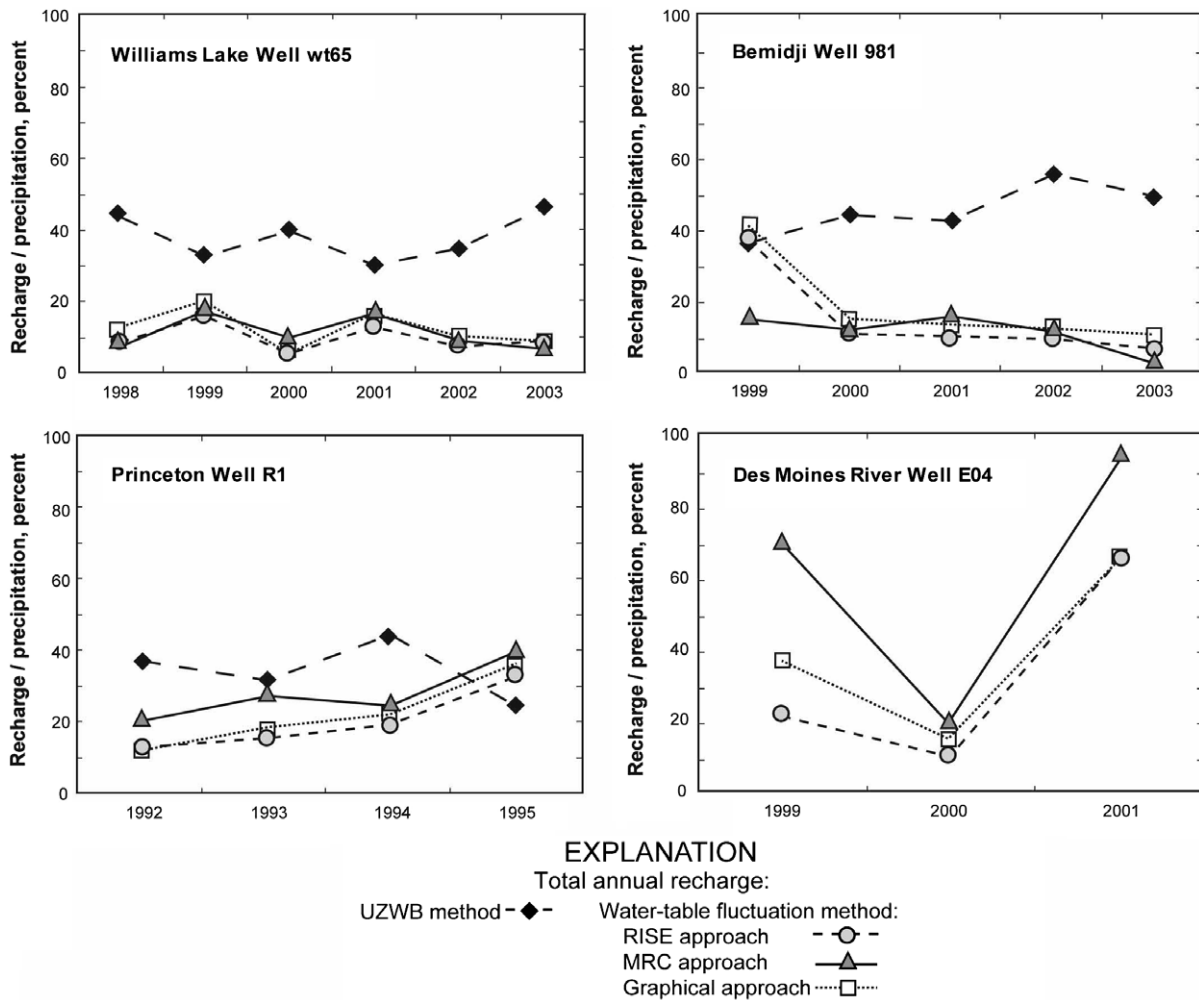 Williams Lake Well wt65
Recharge / precipitation, percent
100
80
60
40
20
0
1998 1999 2000 2001 2002 2003
Bemidji Well 981
Recharge / precipitation, percent
100
80
60
40
20
0
1999 2000 2001 2002 2003
Princeton Well R1
Recharge / precipitation, percent
100
80
60
40
20
0
1992 1993 1994 1995
Des Moines River Well E04
Recharge / precipitation, percent
100
80
60
40
20
0
1999 2000 2001
EXPLANATION
Total annual recharge:
UZWB method
Water-table fluctuation method:
RISE approach
MRC approach
Graphical approach